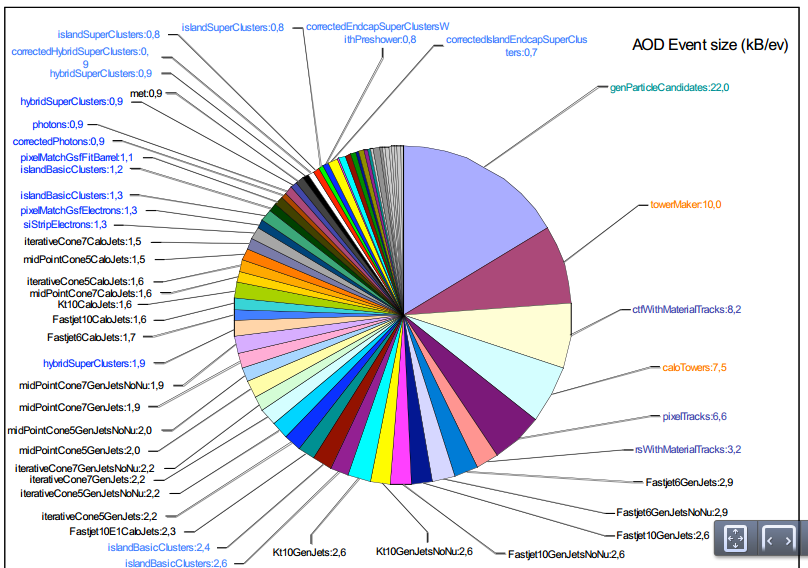 islandSuperClusters:0,8
islandSuperClusters:0,8
correctedEndcapSuperClustersW
ithPreshower:0,8
correctedIslandEndcapSuperClus
ters:0,7
AOD Event size (kB/ev)
correctedHybridSuperClusters:0,
9
hybridSuperClusters:0,9
met:0,9
hybridSuperClusters:0,9
photons:0,9
correctedPhotons:0,9
pixelMatchGsfFitBarrel:1,1
islandBasicClusters:1,2
islandBasicClusters:1,3
pixelMatchGsfElectrons:1,3
siStripElectrons:1,3
iterativeCone7CaloJets:1,5
midPointCone5CaloJets:1,5
iterativeCone5CaloJets:1,6
midPointCone7CaloJets:1,6
Kt10CaloJets:1,6
Fastjet10CaloJets:1,6
Fastjet6CaloJets:1,7
hybridSuperClusters:1,9
midPointCone7GenJetsNoNu:1,9
midPointCone7GenJets:1,9
midPointCone5GenJetsNoNu:2,0
midPointCone5GenJets:2,0
iterativeCone7GenJetsNoNu:2,2
iterativeCone7GenJets:2,2
iterativeCone5GenJetsNoNu:2,2
iterativeCone5GenJets:2,2
Fastjet10E1CaloJets:2,3
islandBasicClusters:2,4
islandBasicClusters:2,6
Kt10GenJets:2,6
Kt10GenJetsNoNu:2,6
Fastjet10GenJetsNoNu:2,6
Fastjet10GenJets:2,6
Fastjet6GenJetsNoNu:2,9
Fastjet6GenJets:2,9
rsWithMaterialTracks:3,2
pixelTracks:6,6
caloTowers:7,5
ctfWithMaterialTracks:8,2
towerMaker:10,0
genParticleCandidates:22,0